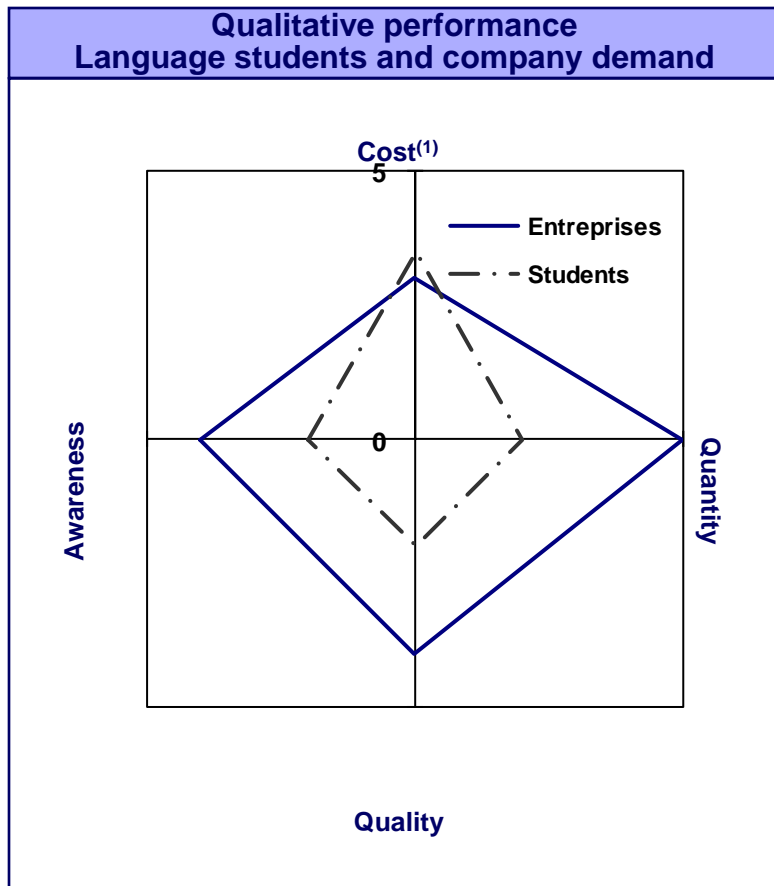 Qualitative performance
Language students and company demand
Cost(1)
5
Entreprises
Students
0
Awareness
Quantity
Quality